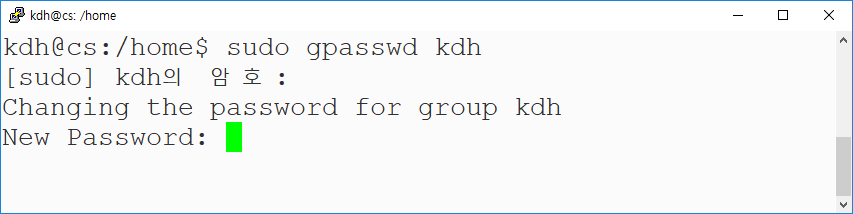 kdh@cs: /home
kdh@cs:/home$ sudo gpasswd kdh
[sudo] kdh의 암호:
Changing the password for group kdh
New Password: